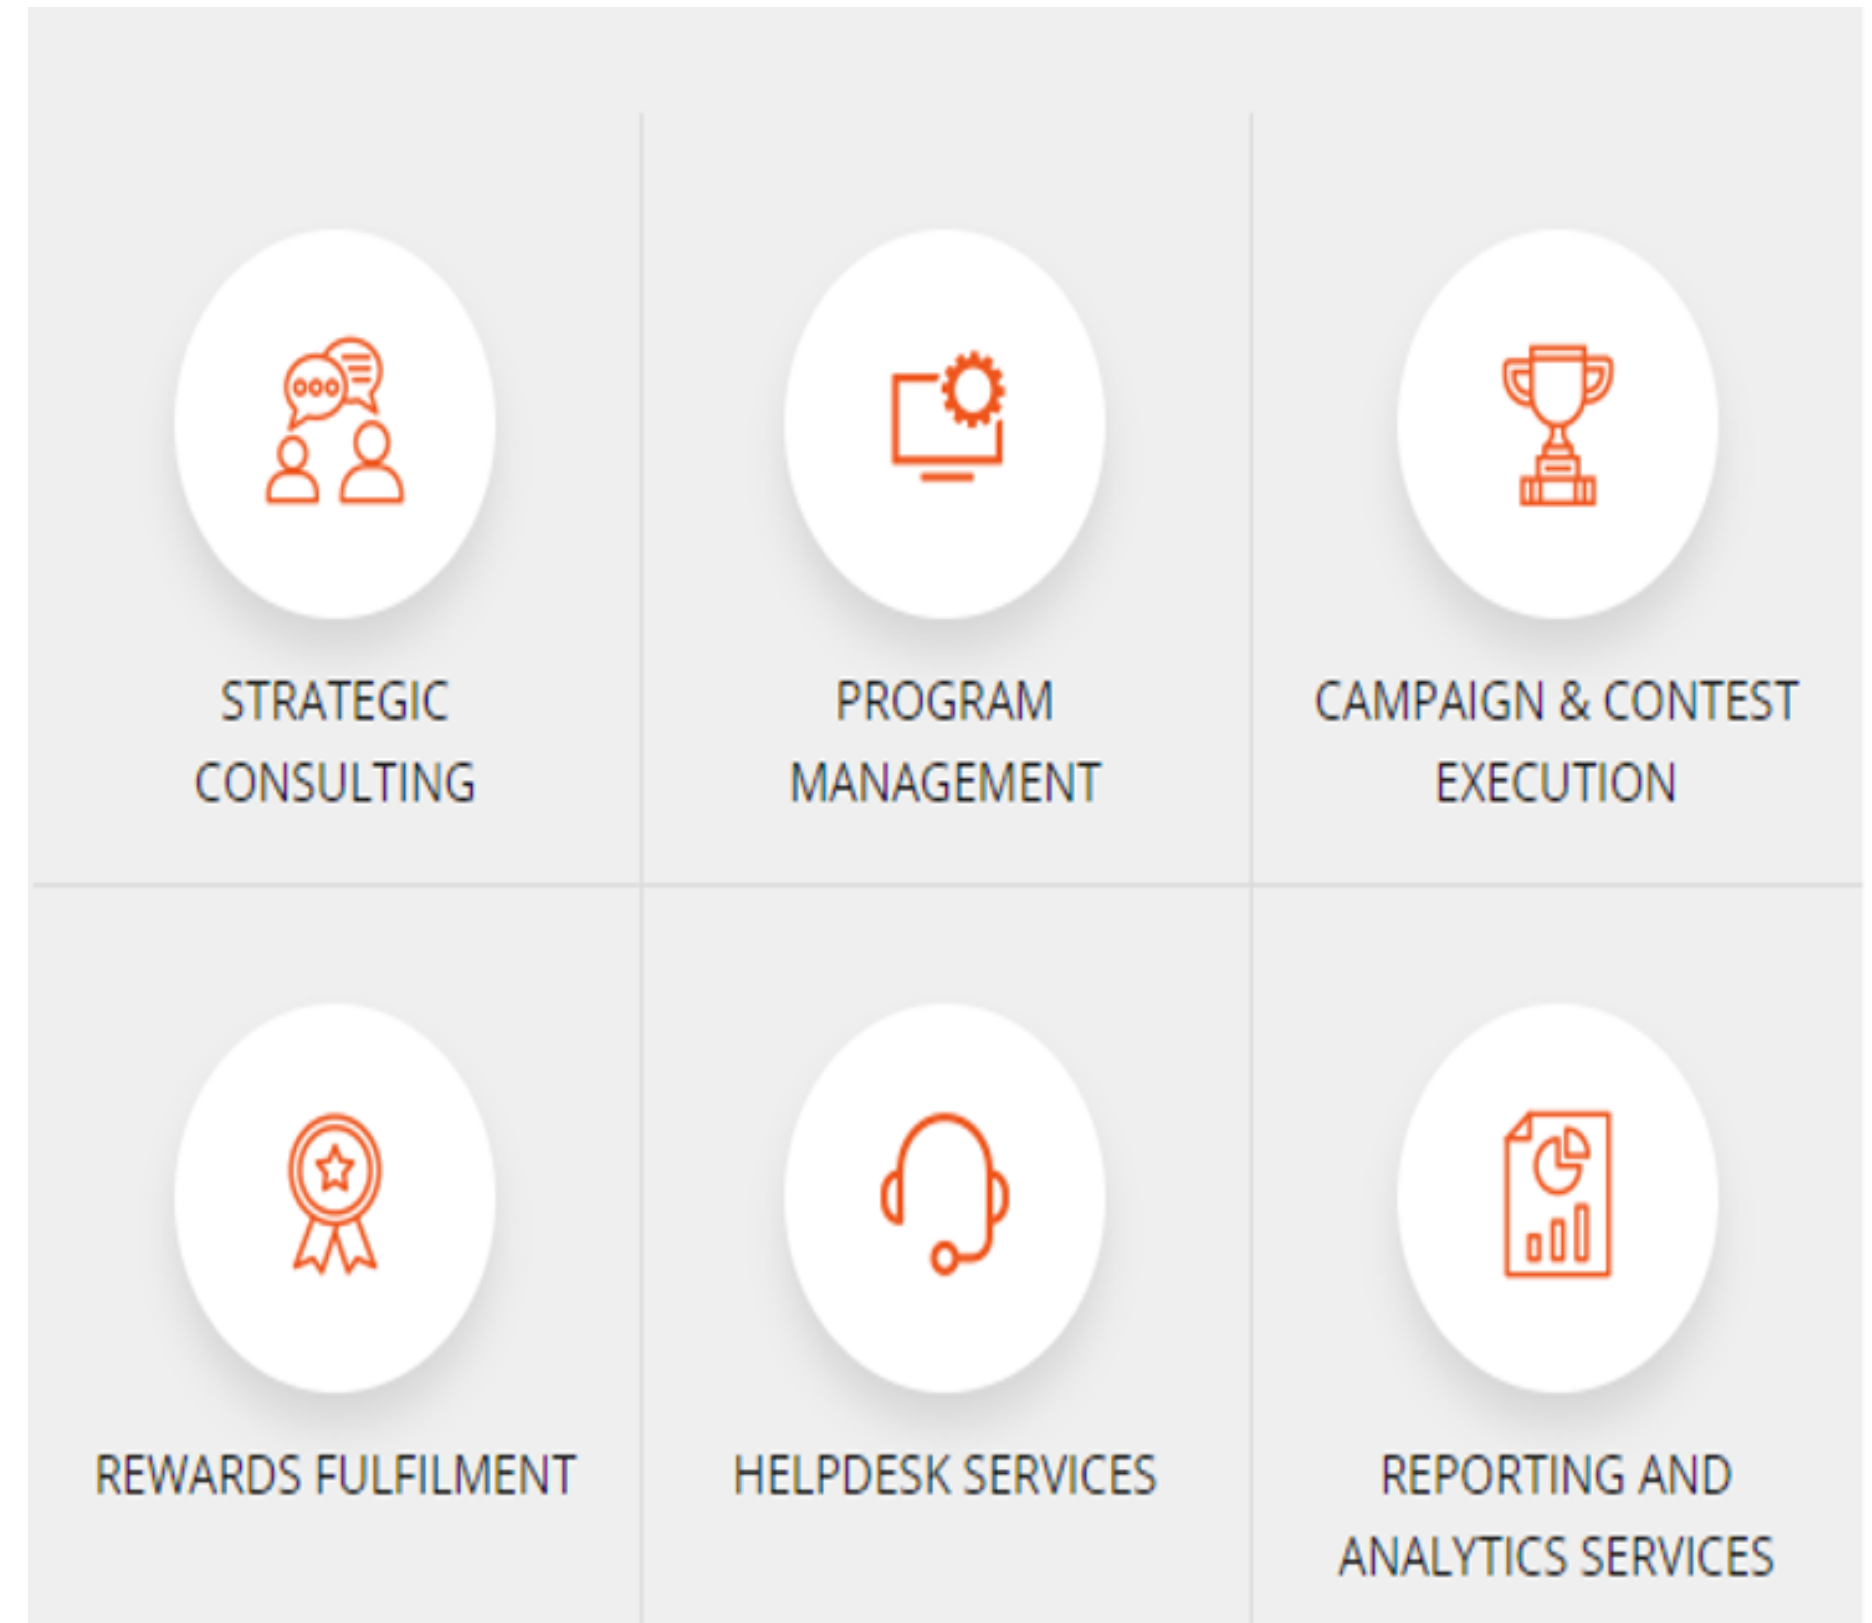 STRATEGIC
CONSULTING
PROGRAM
MANAGEMENT
CAMPAIGN & CONTEST
EXECUTION
REWARDS FULFILMENT
HELPDESK SERVICES
REPORTING AND
ANALYTICS SERVICES